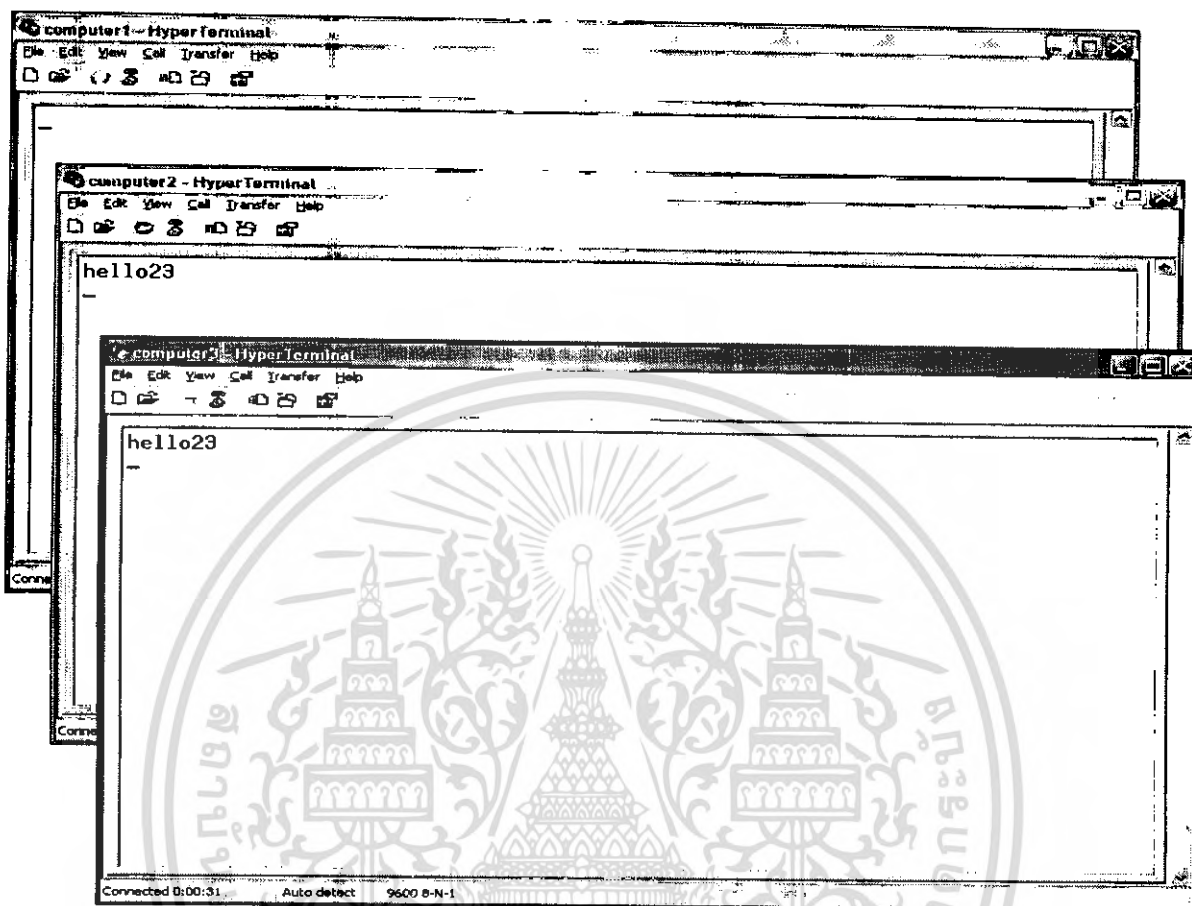 computer1 - HyperTerminal
File Edit View Call Transfer Help
computer2 - HyperTerminal
File Edit View Call Transfer Help
hello23
computer3 - HyperTerminal
File Edit View Call Transfer Help
hello23
Connected 0:00:31 Auto detect 9600 8-N-1